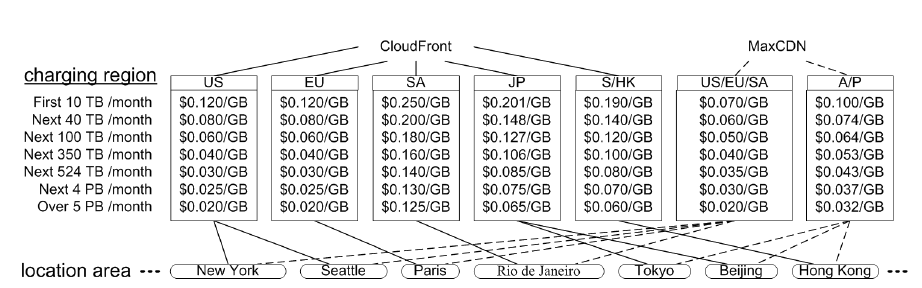 CloudFront MaxCDN
charging region US EU SA JP S/HK US/EU/SA A/P
First 10 TB /month $0.120/GB $0.120/GB $0.250/GB $0.201/GB $0.190/GB $0.070/GB $0.100/GB
Next 40 TB /month $0.080/GB $0.080/GB $0.200/GB $0.148/GB $0.140/GB $0.060/GB $0.074/GB
Next 100 TB /month $0.060/GB $0.060/GB $0.180/GB $0.127/GB $0.120/GB $0.050/GB $0.064/GB
Next 350 TB /month $0.040/GB $0.040/GB $0.160/GB $0.106/GB $0.100/GB $0.040/GB $0.053/GB
Next 524 TB /month $0.030/GB $0.030/GB $0.140/GB $0.085/GB $0.080/GB $0.035/GB $0.043/GB
Next 4 PB /month $0.025/GB $0.025/GB $0.130/GB $0.075/GB $0.070/GB $0.030/GB $0.037/GB
Over 5 PB /month $0.020/GB $0.020/GB $0.125/GB $0.065/GB $0.060/GB $0.020/GB $0.032/GB
location area ••• New York Seattle Paris Rio de Janeiro Tokyo Beijing Hong Kong •••